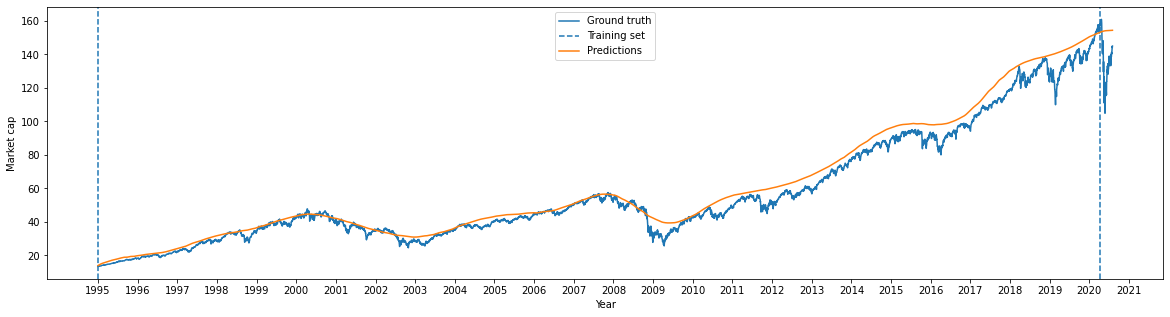 Ground truth
Training set
Predictions
Market cap
160
140
120
100
80
60
40
20
1995 1996 1997 1998 1999 2000 2001 2002 2003 2004 2005 2006 2007 2008 2009 2010 2011 2012 2013 2014 2015 2016 2017 2018 2019 2020 2021
Year